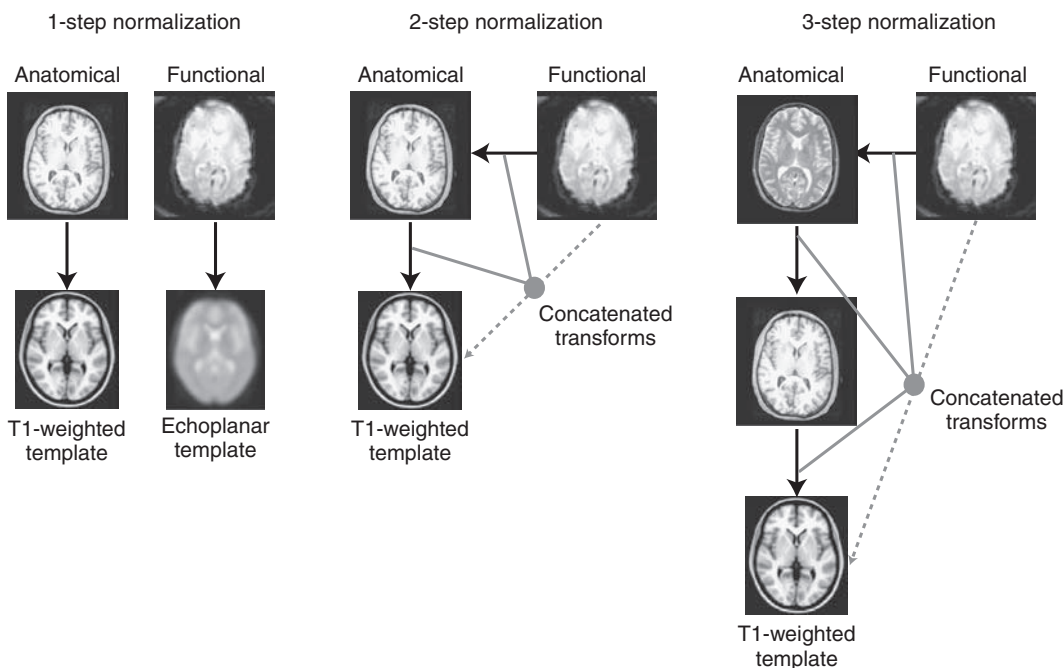 1-step normalization
Anatomical
Functional
T1-weighted
template
Echoplanar
template
2-step normalization
Anatomical
Functional
Concatenated
transforms
T1-weighted
template
3-step normalization
Anatomical
Functional
Concatenated
transforms
T1-weighted
template